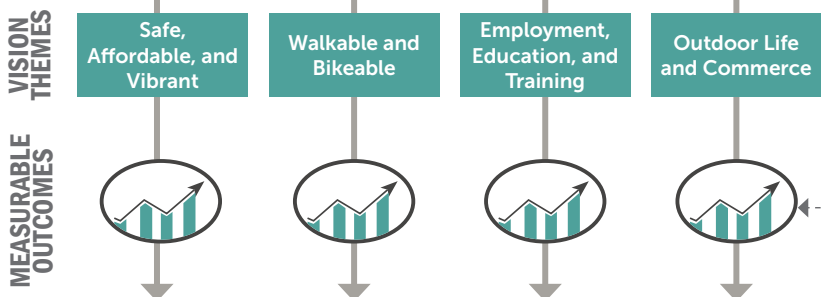 VISION
THEMES
Safe,
Affordable, and
Vibrant
Walkable and
Bikeable
Employment,
Education, and
Training
Outdoor Life
and Commerce
MEASURABLE
OUTCOMES